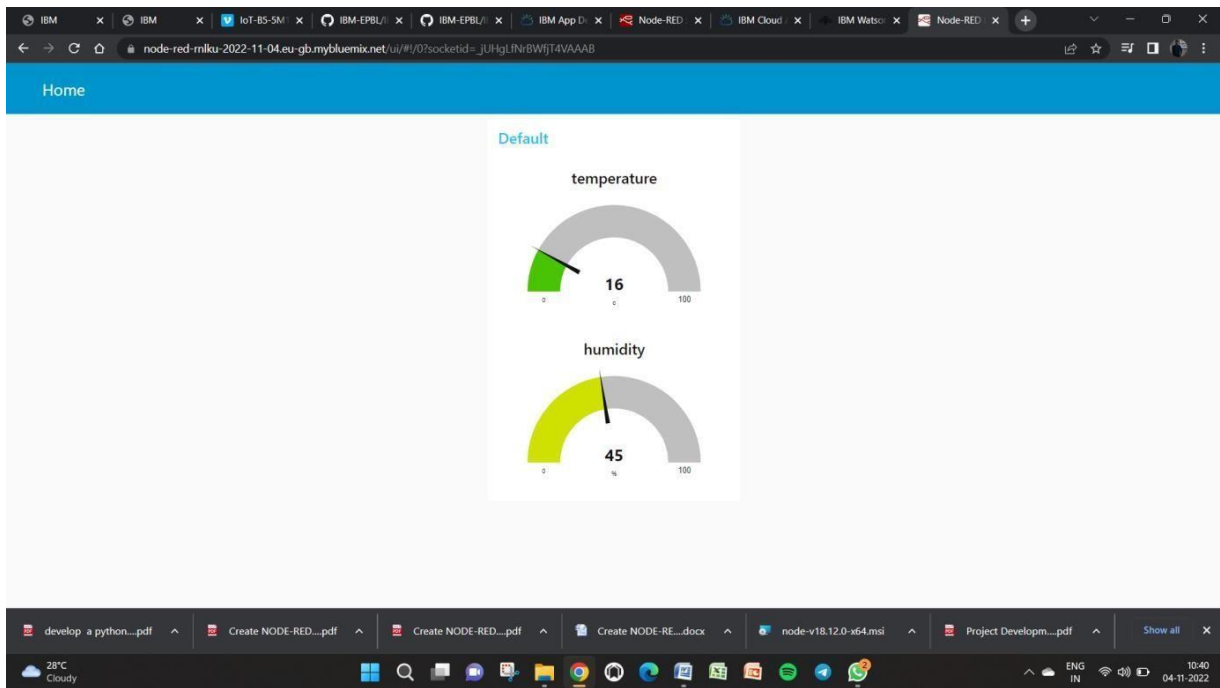 IBM
IBM
IoT-B5-5M1
IBM-EPBL/I
IBM-EPBL/I
IBM App De
Node-RED
IBM Cloud
IBM Watso
Node-RED
node-red-mlku-2022-11-04.eu-gb.mybluemix.net/ui/#!/0?socketid=_jUHgLfNrBWfjT4VAAAB
Home
Default
temperature
16
c
0
100
humidity
45
%
0
100
develop a python....pdf
Create NODE-RED....pdf
Create NODE-RED....pdf
Create NODE-RE....docx
node-v18.12.0-x64.msi
Project Developm....pdf
Show all
28°C
Cloudy
2
ENG
IN
10:40
04-11-2022